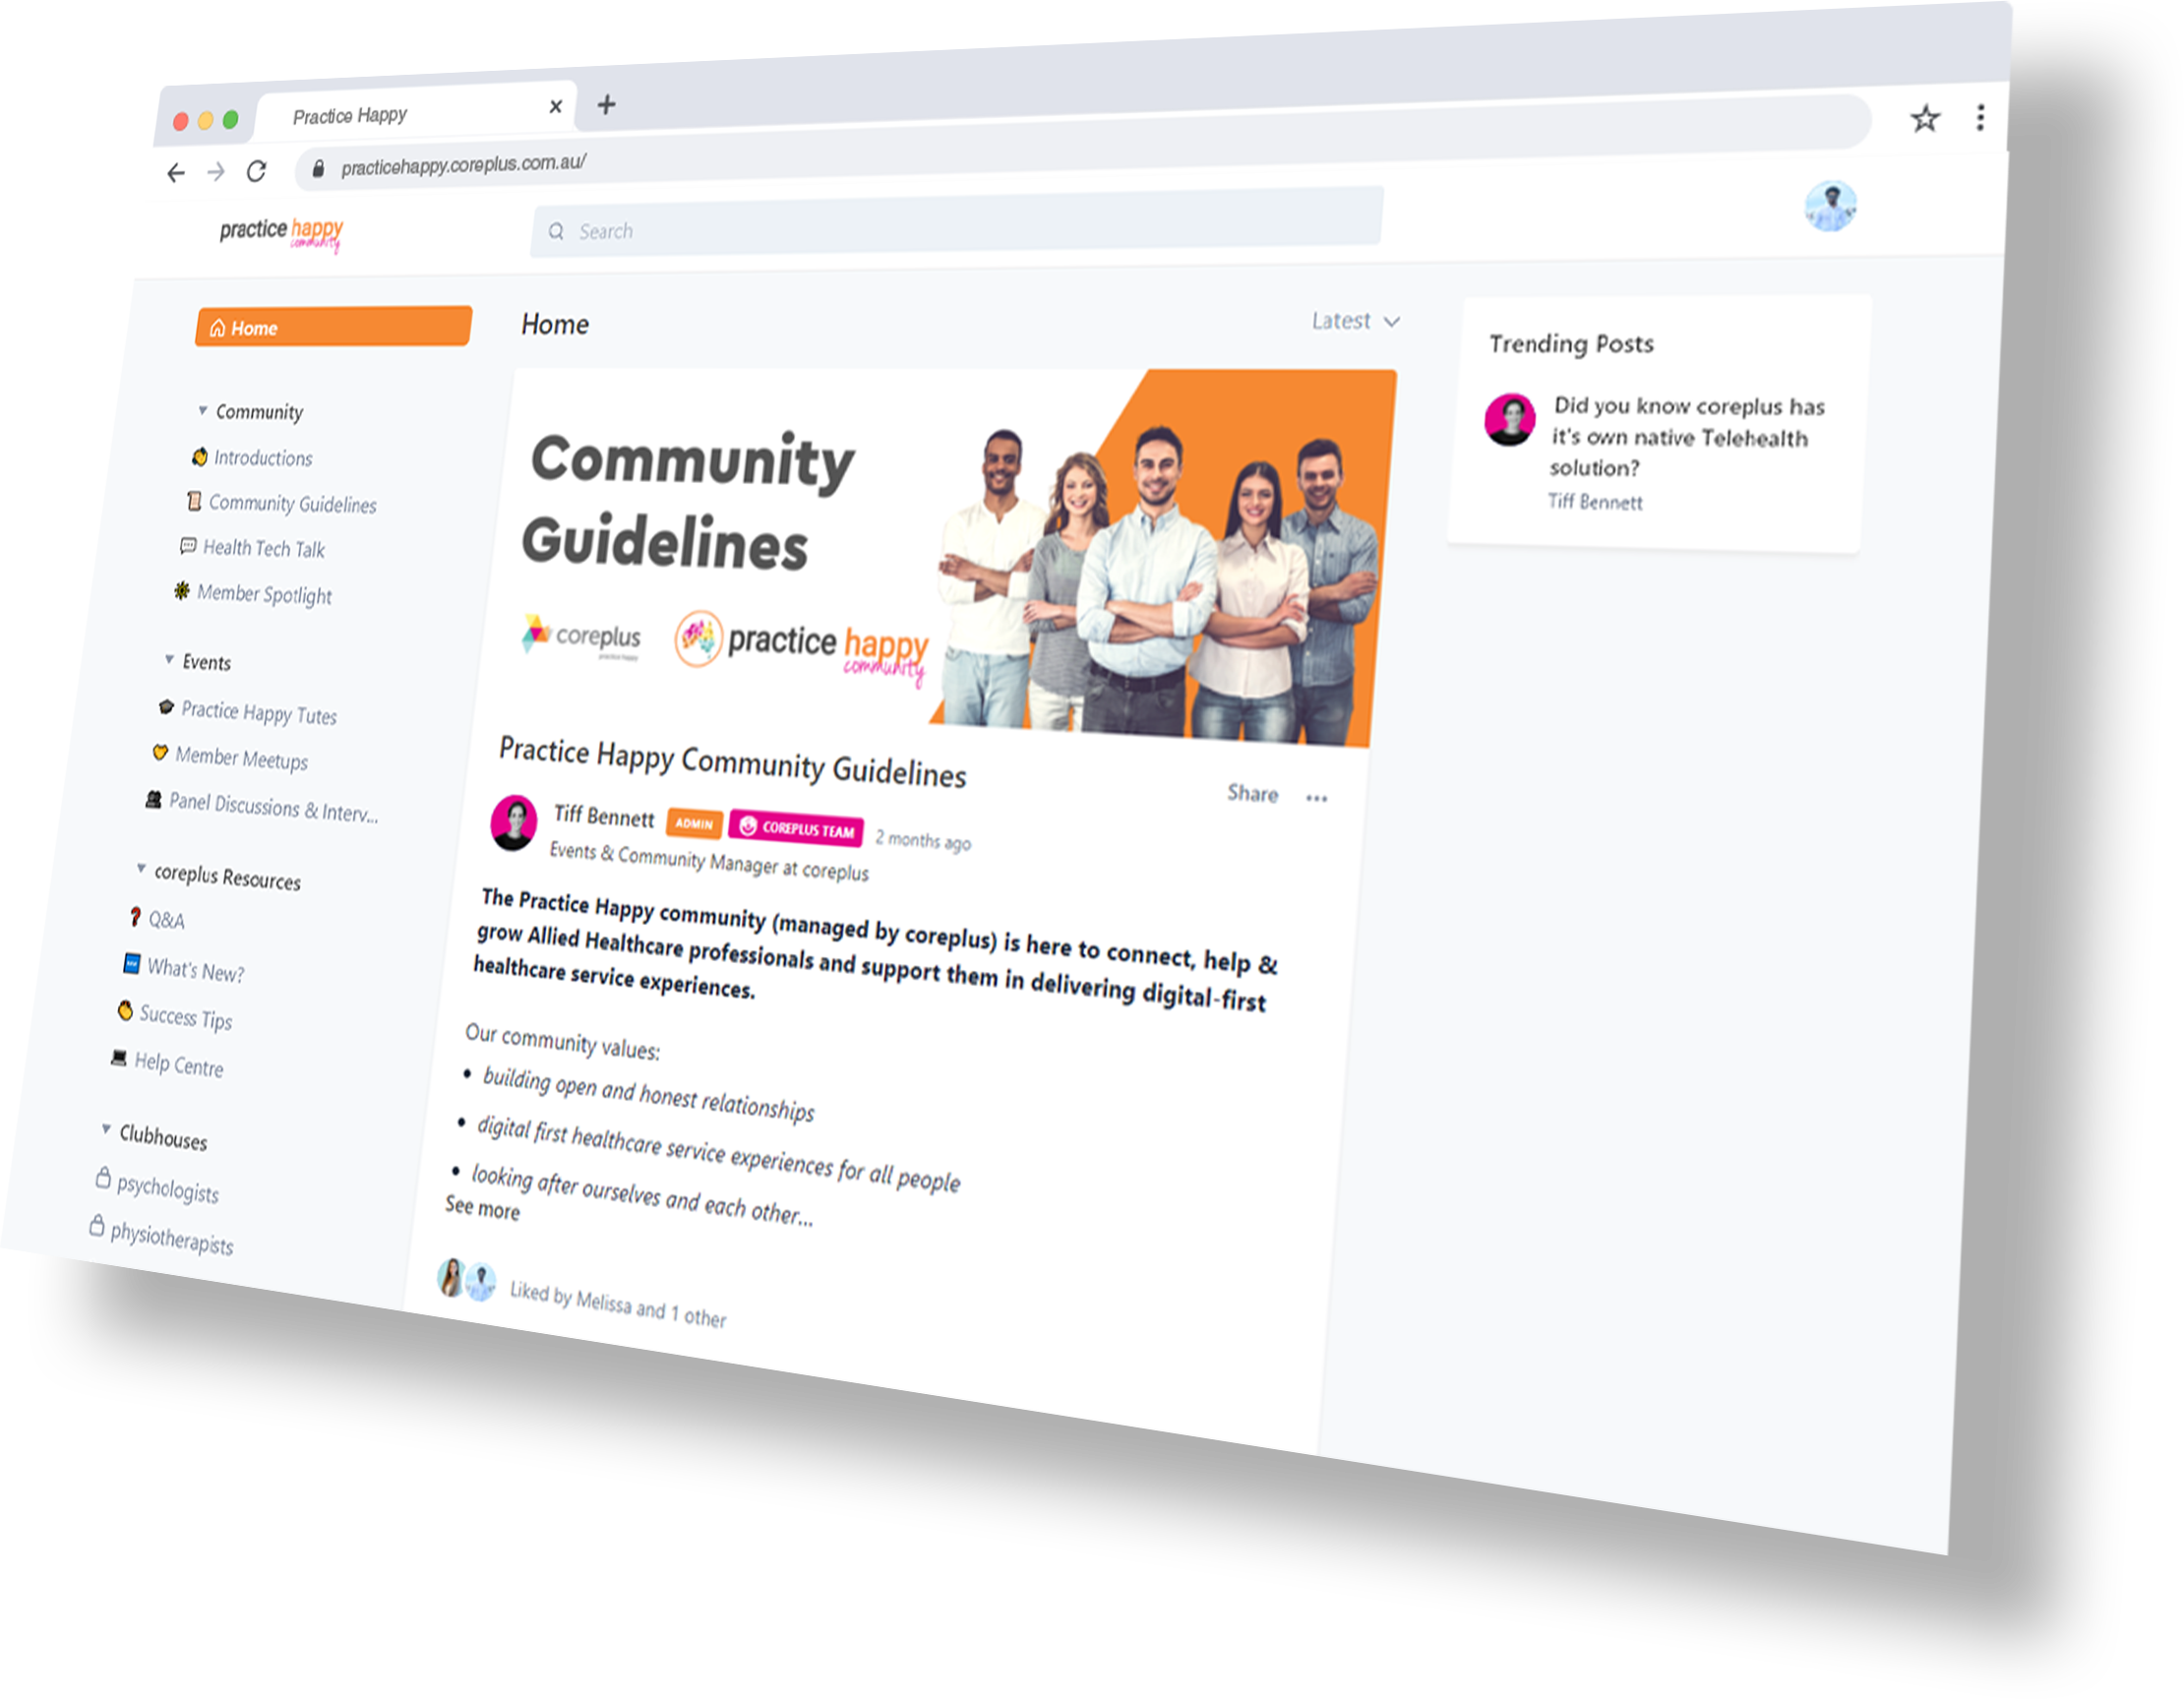 Practice Happy
practicehappy.coreplus.com.au/
practice happy
community
Search
Home
Community
Introductions
Community Guidelines
Health Tech Talk
Member Spotlight
Events
Practice Happy Tutes
Member Meetups
Panel Discussions & Interv...
coreplus Resources
Q&A
What's New?
Success Tips
Help Centre
Clubhouses
psychologists
physiotherapists
Home
Latest
Community
Guidelines
coreplus
practice happy
practice happy
community
Practice Happy Community Guidelines
Share
Tiff Bennett ADMIN COREPLUS TEAM 2 months ago
Events & Community Manager at coreplus
The Practice Happy community (managed by coreplus) is here to connect, help &
grow Allied Healthcare professionals and support them in delivering digital-first
healthcare service experiences.
Our community values:
• building open and honest relationships
• digital first healthcare service experiences for all people
• looking after ourselves and each other...
See more
Liked by Melissa and 1 other
Trending Posts
Did you know coreplus has
it's own native Telehealth
solution?
Tiff Bennett